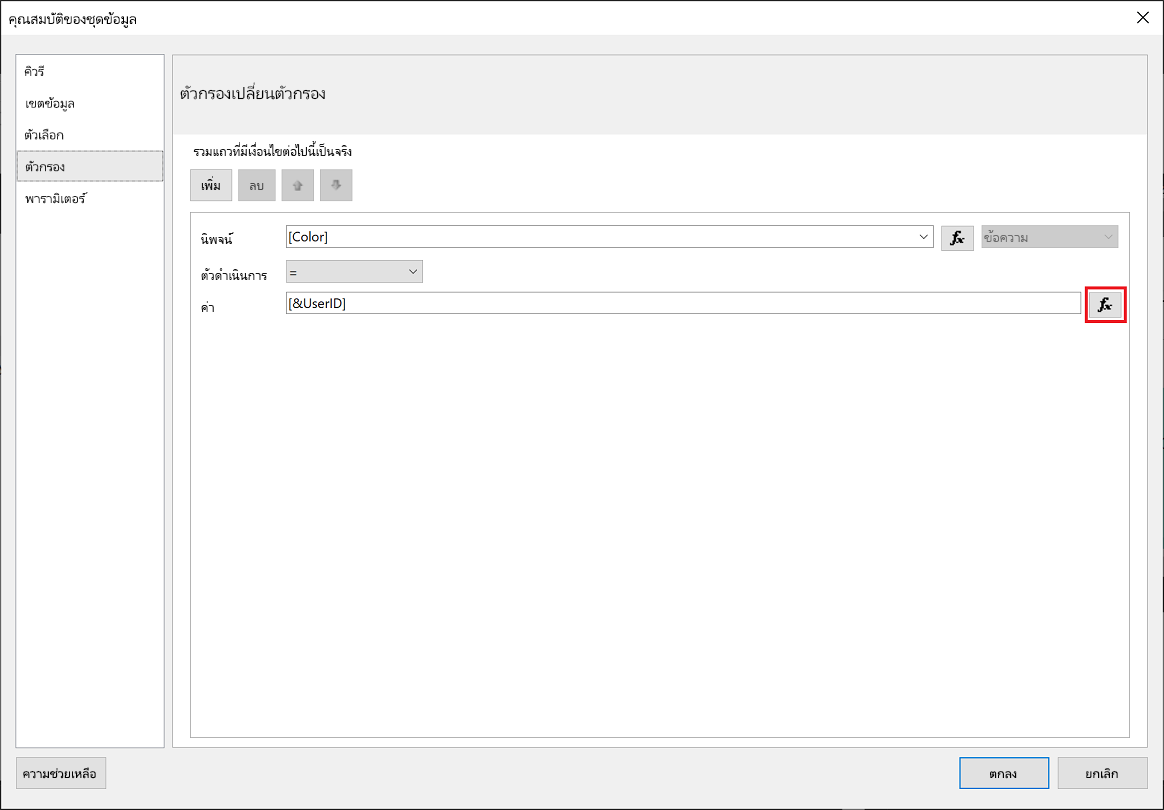 คุณสมบัติของชุดข้อมูล
คิวรี
เขตข้อมูล
ตัวเลือก
ตัวกรอง
พารามิเตอร์
ตัวกรองเปลี่ยนตัวกรอง
รวมแถวที่มีเงื่อนไขต่อไปนี้เป็นจริง
เพิ่ม ลบ
นิพจน์ [Color] fx ข้อความ
ตัวดำเนินการ =
ค่า [&UserID] fx
ความช่วยเหลือ ตกลง ยกเลิก